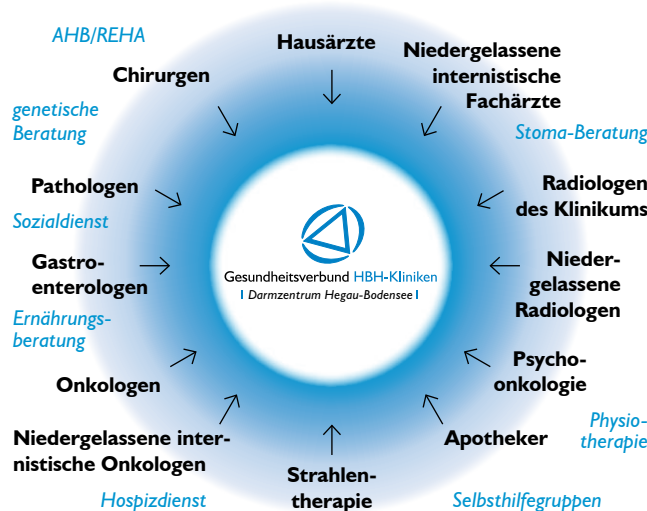 AHB/REHA
Hausärzte
Niedergelassene
internistische
Fachärzte
Chirurgen
genetische
Beratung
Stoma-Beratung
Pathologen
Radiologen
des Klinikums
Sozialdienst
Gastro-
enterologen
Gesundheitsverbund HBH-Kliniken
| Darmzentrum Hegau-Bodensee |
Nieder-
gelassene
Radiologen
Ernährungs-
beratung
Psycho-
onkologie
Onkologen
Niedergelassene inter-
nistische Onkologen
Apotheker
Physio-
therapie
Strahlen-
therapie
Hospizdienst
Selbsthilfegruppen